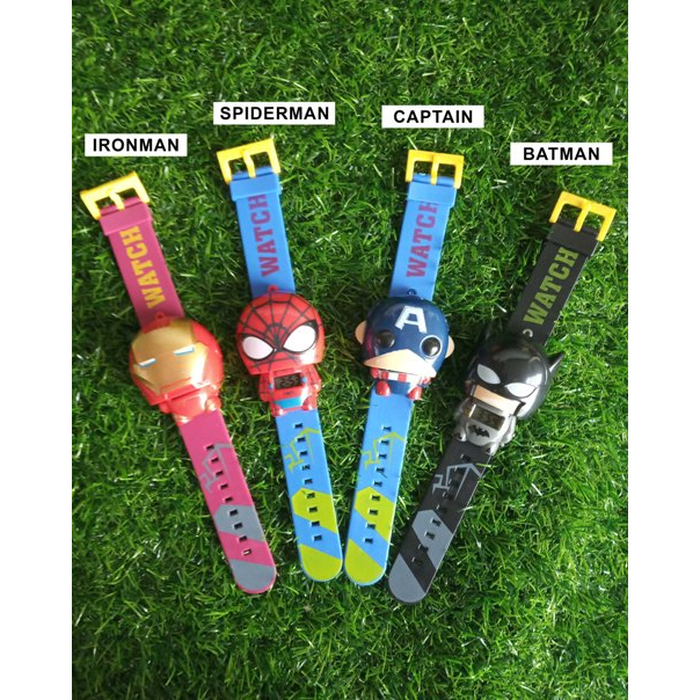 IRONMAN
SPIDERMAN
CAPTAIN
BATMAN
WATCH
WATCH
WATCH
WATCH
A